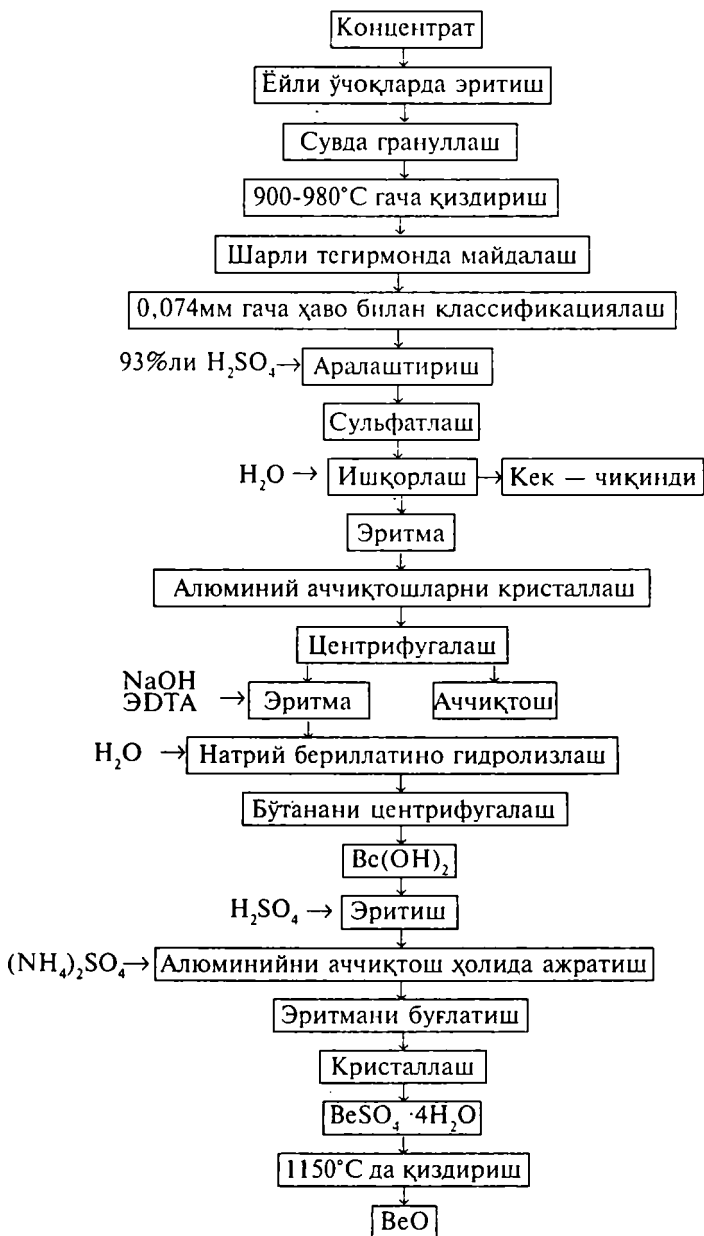 Концентрат
Ёйли ўчоқларда эритиш
Сувда грануллаш
900-980°C гача қиздириш
Шарли тегирмонда майдалаш
0,074мм гача ҳаво билан классификациялаш
93%ли H₂SO₄→ Аралаштириш
Сульфатлаш
H₂O → Ишқорлаш → Кек — чиқинди
Эритма
Алюминий аччиқтошларни кристаллаш
Центрифугалаш
NaOH
ЭDTA → Эритма Аччиқтош
H₂O → Натрий бериллатино гидролизлаш
Бўтанани центрифугалаш
Bc(OH)₂
H₂SO₄ → Эритиш
(NH₄)₂SO₄→ Алюминийни аччиқтош ҳолида ажратиш
Эритмани буғлатиш
Кристаллаш
BeSO₄ ·4H₂O
1150°C да қиздириш
BeO